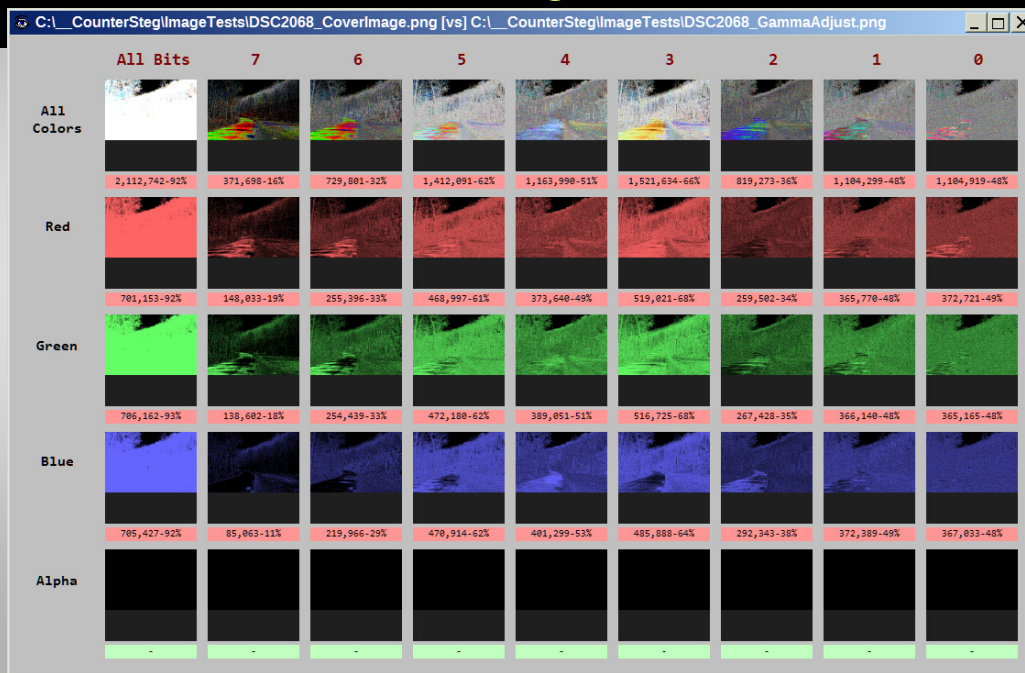 C:\__CounterSteg\ImageTests\DSC2068_CoverImage.png [vs] C:\__CounterSteg\ImageTests\DSC2068_GammaAdjust.png
All Bits 7 6 5 4 3 2 1 0
All
Colors
2,112,742-92% 371,698-16% 729,801-32% 1,412,091-62% 1,163,990-51% 1,521,634-66% 819,273-36% 1,104,299-48% 1,104,919-48%
Red
701,153-92% 148,033-19% 255,396-33% 468,997-61% 373,640-49% 519,021-68% 259,502-34% 365,770-48% 372,721-49%
Green
706,162-93% 138,602-18% 254,439-33% 472,180-62% 389,051-51% 516,725-68% 267,428-35% 366,140-48% 365,165-48%
Blue
705,427-92% 85,063-11% 219,966-29% 470,914-62% 401,299-53% 485,888-64% 292,343-38% 372,389-49% 367,033-48%
Alpha
- - - - - - - - -